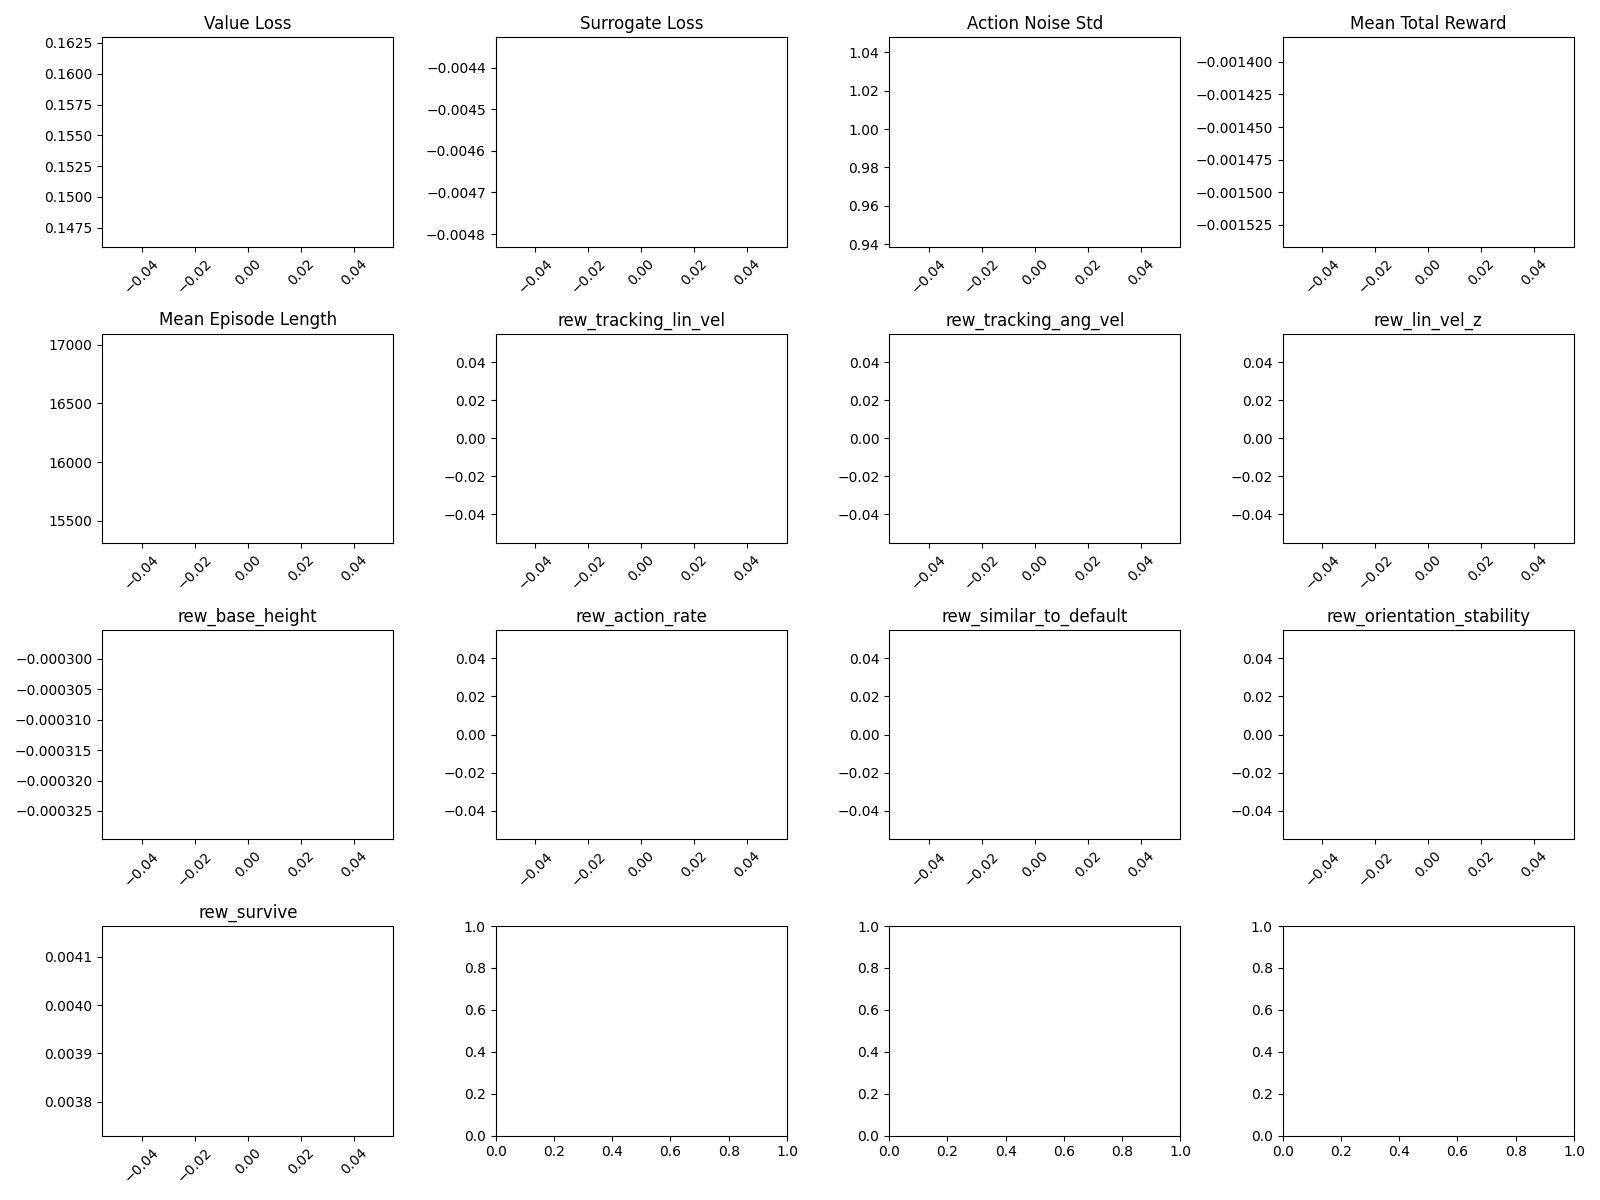 Value Loss
0.1625
0.1600
0.1575
0.1550
0.1525
0.1500
0.1475
−0.04 −0.02 0.00 0.02 0.04
Surrogate Loss
−0.0044
−0.0045
−0.0046
−0.0047
−0.0048
−0.04 −0.02 0.00 0.02 0.04
Action Noise Std
1.04
1.02
1.00
0.98
0.96
0.94
−0.04 −0.02 0.00 0.02 0.04
Mean Total Reward
−0.001400
−0.001425
−0.001450
−0.001475
−0.001500
−0.001525
−0.04 −0.02 0.00 0.02 0.04
Mean Episode Length
17000
16500
16000
15500
−0.04 −0.02 0.00 0.02 0.04
rew_tracking_lin_vel
0.04
0.02
0.00
−0.02
−0.04
−0.04 −0.02 0.00 0.02 0.04
rew_tracking_ang_vel
0.04
0.02
0.00
−0.02
−0.04
−0.04 −0.02 0.00 0.02 0.04
rew_lin_vel_z
0.04
0.02
0.00
−0.02
−0.04
−0.04 −0.02 0.00 0.02 0.04
rew_base_height
−0.000300
−0.000305
−0.000310
−0.000315
−0.000320
−0.000325
−0.04 −0.02 0.00 0.02 0.04
rew_action_rate
0.04
0.02
0.00
−0.02
−0.04
−0.04 −0.02 0.00 0.02 0.04
rew_similar_to_default
0.04
0.02
0.00
−0.02
−0.04
−0.04 −0.02 0.00 0.02 0.04
rew_orientation_stability
0.04
0.02
0.00
−0.02
−0.04
−0.04 −0.02 0.00 0.02 0.04
rew_survive
0.0041
0.0040
0.0039
0.0038
−0.04 −0.02 0.00 0.02 0.04
1.0
0.8
0.6
0.4
0.2
0.0
0.0 0.2 0.4 0.6 0.8 1.0
1.0
0.8
0.6
0.4
0.2
0.0
0.0 0.2 0.4 0.6 0.8 1.0
1.0
0.8
0.6
0.4
0.2
0.0
0.0 0.2 0.4 0.6 0.8 1.0